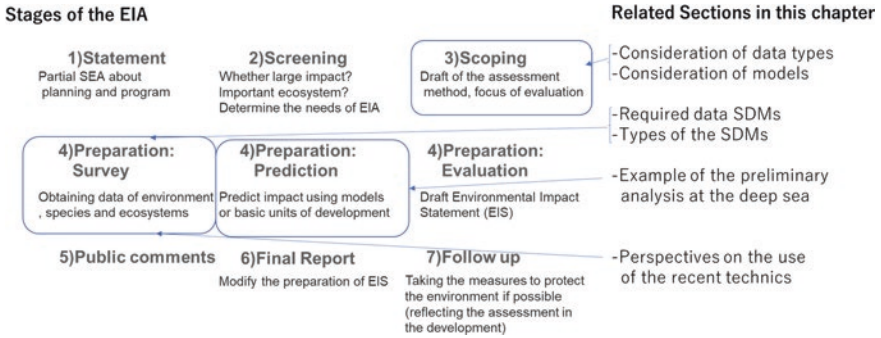 Stages of the EIA
Related Sections in this chapter
1)Statement
Partial SEA about
planning and program
2)Screening
Whether large impact?
Important ecosystem?
Determine the needs of EIA
3)Scoping
Draft of the assessment
method, focus of evaluation
-Consideration of data types
-Consideration of models
-Required data SDMs
-Types of the SDMs
4)Preparation:
Survey
Obtaining data of environment
, species and ecosystems
4)Preparation:
Prediction
Predict impact using models
or basic units of development
4)Preparation:
Evaluation
Draft Environmental Impact
Statement (EIS)
-Example of the preliminary
analysis at the deep sea
5)Public comments
6)Final Report
Modify the preparation of EIS
7)Follow up
Taking the measures to protect
the environment if possible
(reflecting the assessment in
the development)
-Perspectives on the use
of the recent technics